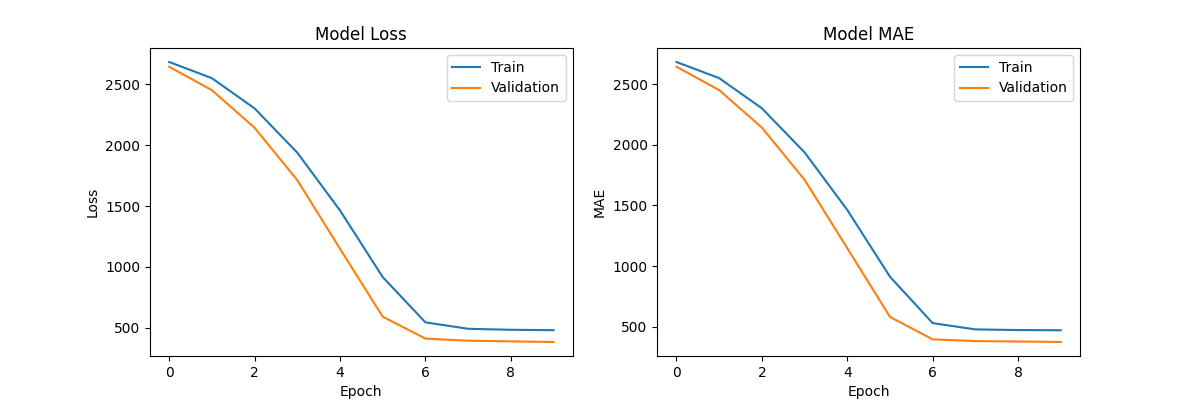 Model Loss
Train
Validation
2500
2000
1500
1000
500
0 2 4 6 8
Epoch
Loss
Model MAE
Train
Validation
2500
2000
1500
1000
500
0 2 4 6 8
Epoch
MAE